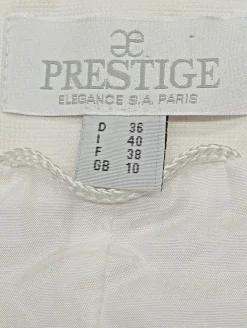 æ
PRESTIGE
ELEGANCE S.A. PARIS
D 36
I 40
F 38
GB 10